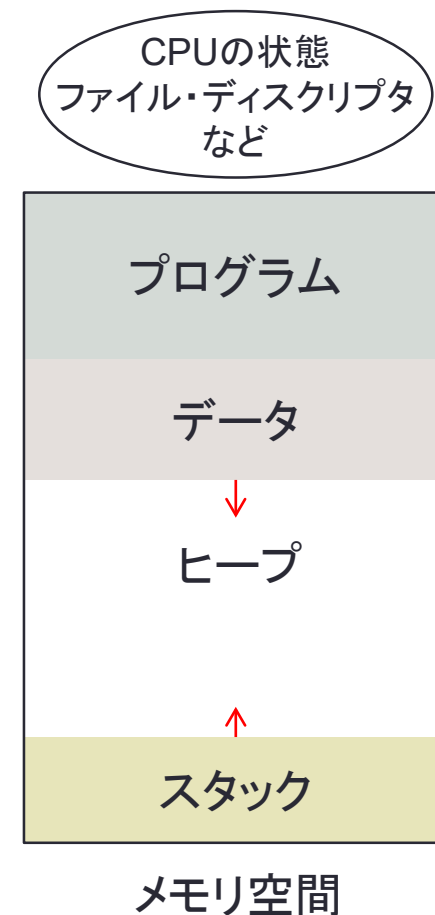 CPUの状態
ファイル・ディスクリプタ
など
プログラム
データ
ヒープ
スタック
メモリ空間